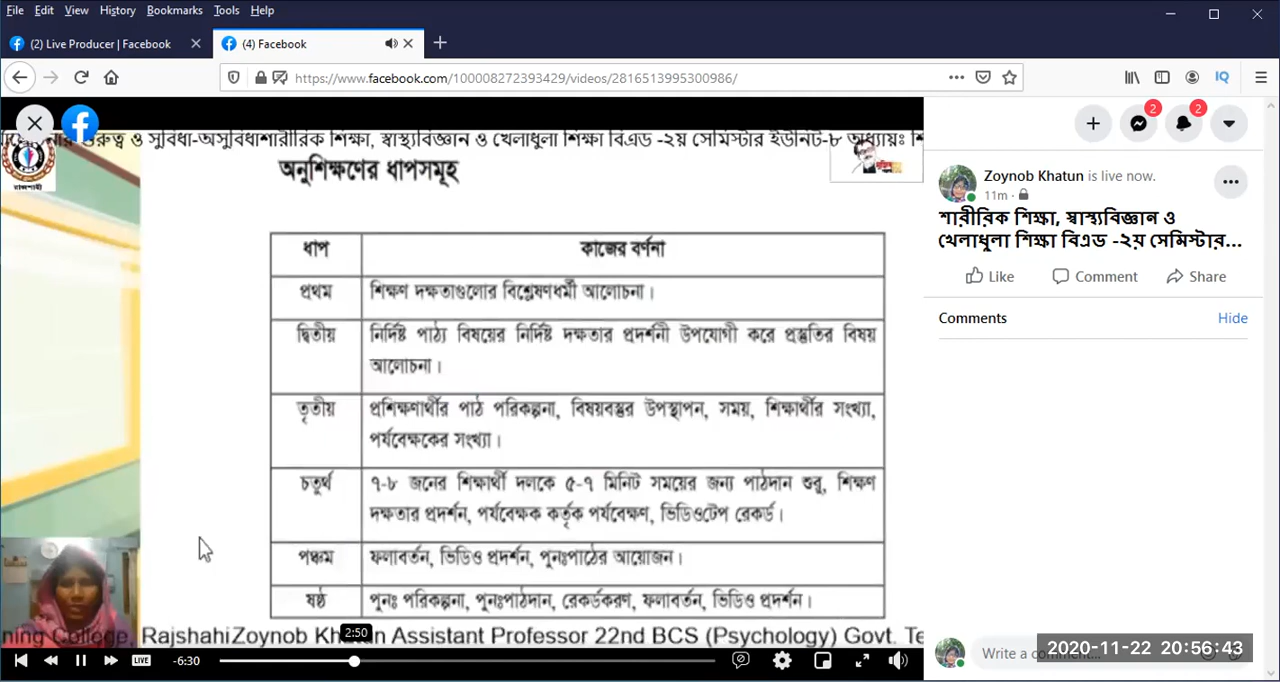 File Edit View History Bookmarks Tools Help
(2) Live Producer | Facebook
(4) Facebook
https://www.facebook.com/100008272393429/videos/2816513995300986/
গুরুত্ব ও সুবিধা-অসুবিধাশারীরিক শিক্ষা, স্বাস্থ্যবিজ্ঞান ও খেলাধুলা শিক্ষা বিএড -২য় সেমিস্টার ইউনিট-৮ অধ্যায়ঃ
রাজশাহী
অনুশিক্ষণের ধাপসমূহ
ধাপ কাজের বর্ণনা
প্রথম শিক্ষণ দক্ষতাগুলোর বিশ্লেষণধর্মী আলোচনা।
দ্বিতীয় নির্দিষ্ট পাঠ্য বিষয়ের নির্দিষ্ট দক্ষতার প্রদর্শনী উপযোগী করে প্রস্তুতির বিষয়
আলোচনা।
তৃতীয় প্রশিক্ষণার্থীর পাঠ পরিকল্পনা, বিষয়বস্তুর উপস্থাপন, সময়, শিক্ষার্থীর সংখ্যা,
পর্যবেক্ষকের সংখ্যা।
চতুর্থ ৭-৮ জনের শিক্ষার্থী দলকে ৫-৭ মিনিট সময়ের জন্য পাঠদান শুরু, শিক্ষণ
দক্ষতার প্রদর্শন, পর্যবেক্ষক কর্তৃক পর্যবেক্ষণ, ভিডিওটেপ রেকর্ড।
পঞ্চম ফলাবর্তন, ভিডিও প্রদর্শন, পুনঃপাঠের আয়োজন।
ষষ্ঠ পুনঃ পরিকল্পনা, পুনঃপাঠদান, রেকর্ডকরণ, ফলাবর্তন, ভিডিও প্রদর্শন।
ning College, RajshahiZoynob Khatun Assistant Professor 22nd BCS (Psychology) Govt. Te
2:50
LIVE -6:30
2
2
Zoynob Khatun is live now.
11m
শারীরিক শিক্ষা, স্বাস্থ্যবিজ্ঞান ও
খেলাধুলা শিক্ষা বিএড -২য় সেমিস্টার...
Like Comment Share
Comments Hide
Write a
2020-11-22 20:56:43